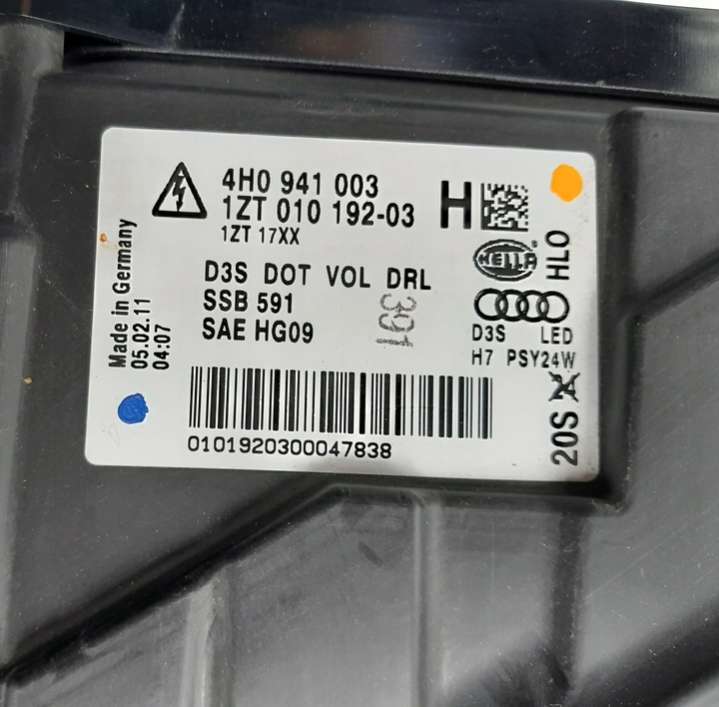 4H0 941 003
1ZT 010 192-03
1ZT 17XX
H
HELLA
HLO
D3S DOT VOL DRL
SSB 591
SAE HG09
391
D3S LED
H7 PSY24W
20S
Made in Germany
05.02.11
04:07
0101920300047838